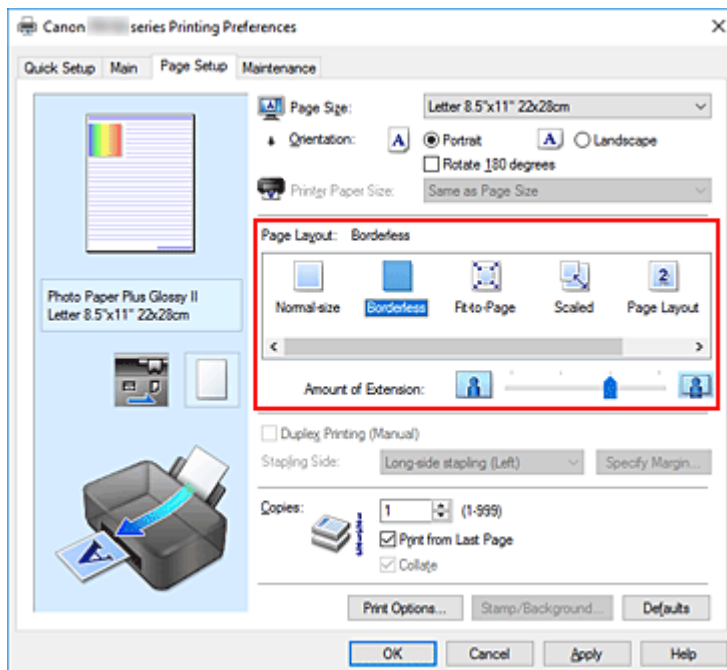 Canon series Printing Preferences
Quick Setup Main Page Setup Maintenance
Page Size: Letter 8.5"x11" 22x28cm
Orientation: A Portrait A Landscape
Rotate 180 degrees
Printer Paper Size: Same as Page Size
Page Layout: Borderless
2
Normal-size Borderless Fit-to-Page Scaled Page Layout
Amount of Extension:
Photo Paper Plus Glossy II
Letter 8.5"x11" 22x28cm
Duplex Printing (Manual)
Stapling Side: Long-side stapling (Left) Specify Margin...
Copies: 1 (1-999)
Print from Last Page
Collate
A
Print Options... Stamp/Background... Defaults
OK Cancel Apply Help